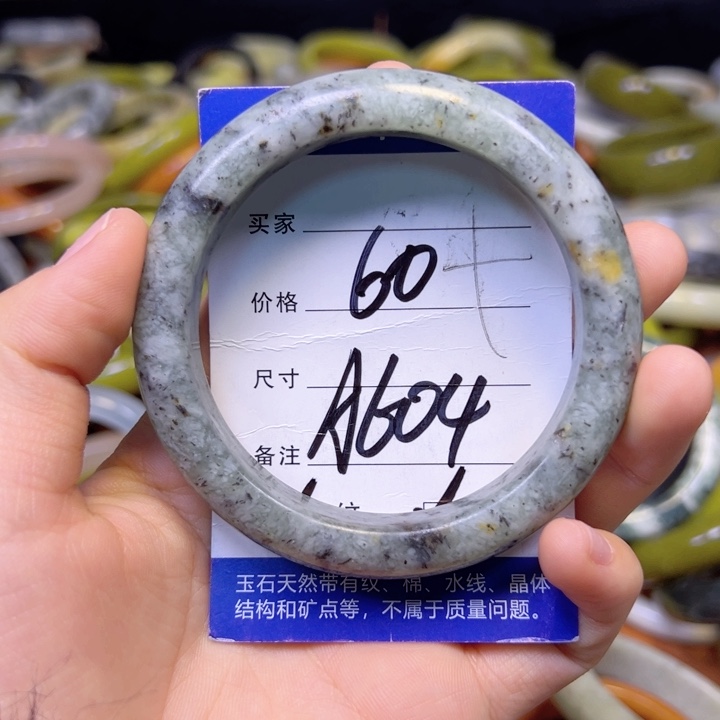 买家
价格 60
尺寸
备注 A604
玉石天然带有纹、棉、水线、晶体
结构和矿点等，不属于质量问题。